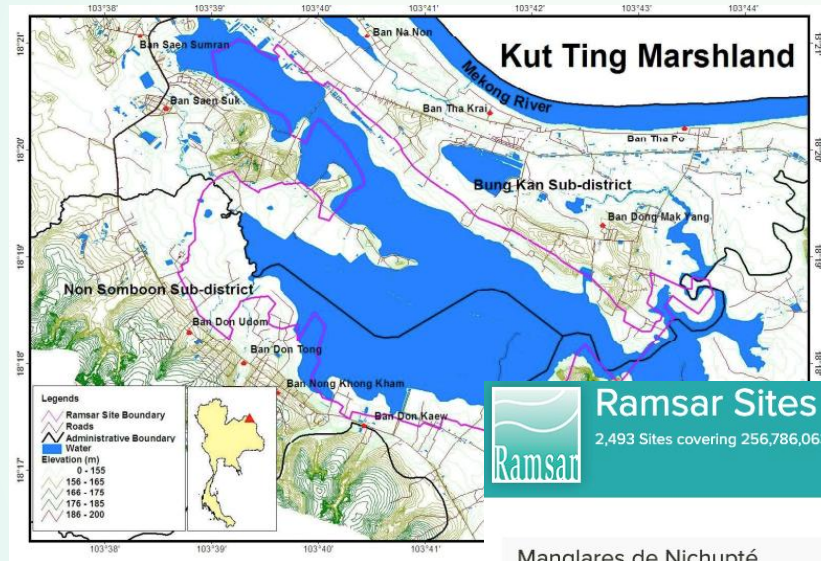 103°38'
103°39'
103°40'
103°41'
103°42'
103°43'
103°44'
Kut Ting Marshland
Mekong River
Ban Saen Sumran
Ban Na Non
Ban Saen Suk
Ban Tha Krai
Ban Tha Po
Bung Kan Sub-district
Ban Dong Mak Yang
Non Somboon Sub-district
Ban Don Udom
Ban Don Tong
Ban Nong Khong Kham
Ban Don Kaew
18°21'
18°20'
18°19'
18°18'
18°17'
18°20'
18°19'
Legends
Ramsar Site Boundary
Roads
Administrative Boundary
Water
Elevation (m)
0 - 155
156 - 165
166 - 175
176 - 185
186 - 200
103°38'
103°39'
103°40'
103°41'
Ramsar
Ramsar Sites
2,493 Sites covering 256,786,06
Manglares de Nichupté